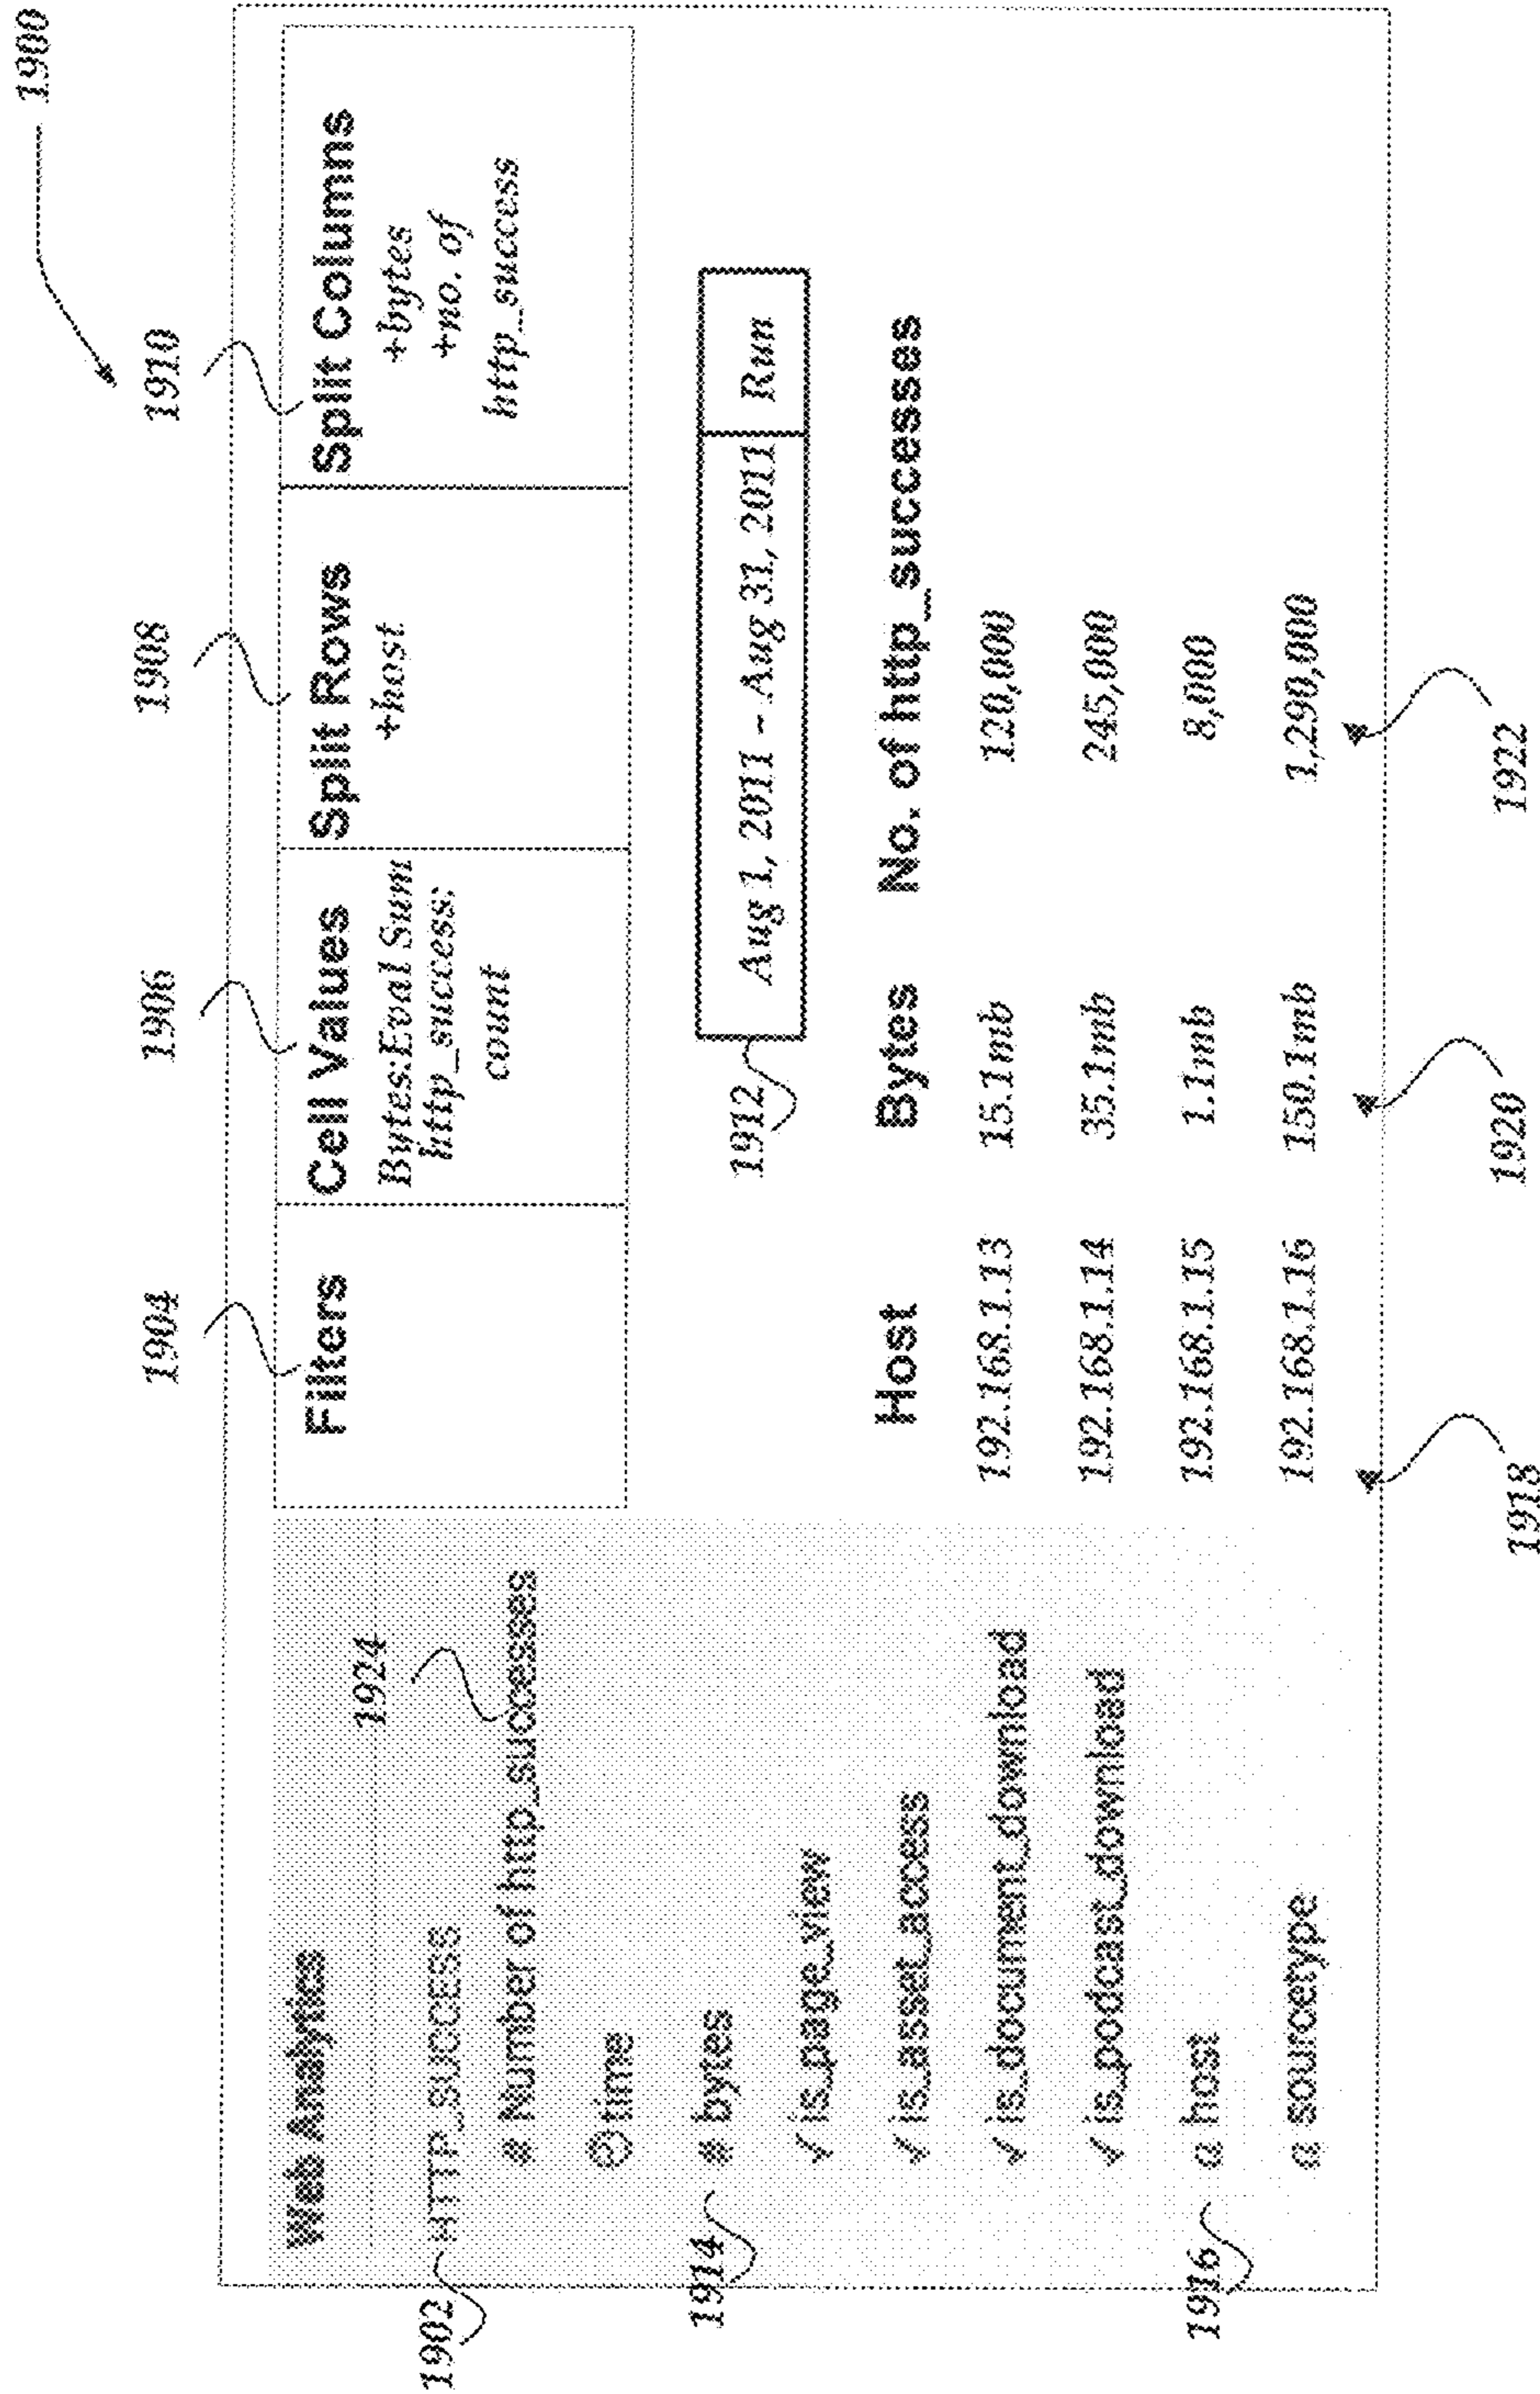 1900
1904
1906
1908
1910
Web Analytics
1902
HTTP_SUCCESS
1924
# Number of http_successes
time
1914
# bytes
✓ is_page_view
✓ is_asset_access
✓ is_document_download
✓ is_podcast_download
1916
a host
a sourcetype
Filters
Cell Values
Bytes:Eval Sum
http_success:
count
Split Rows
+host
Split Columns
+bytes
+no. of
http_success
1912
Aug 1, 2011 - Aug 31, 2011
Run
Host Bytes No. of http_successes
192.168.1.13 15.1mb 120,000
192.168.1.14 35.1mb 245,000
192.168.1.15 1.1mb 8,000
192.168.1.16 150.1mb 1,290,000
1918
1920
1922